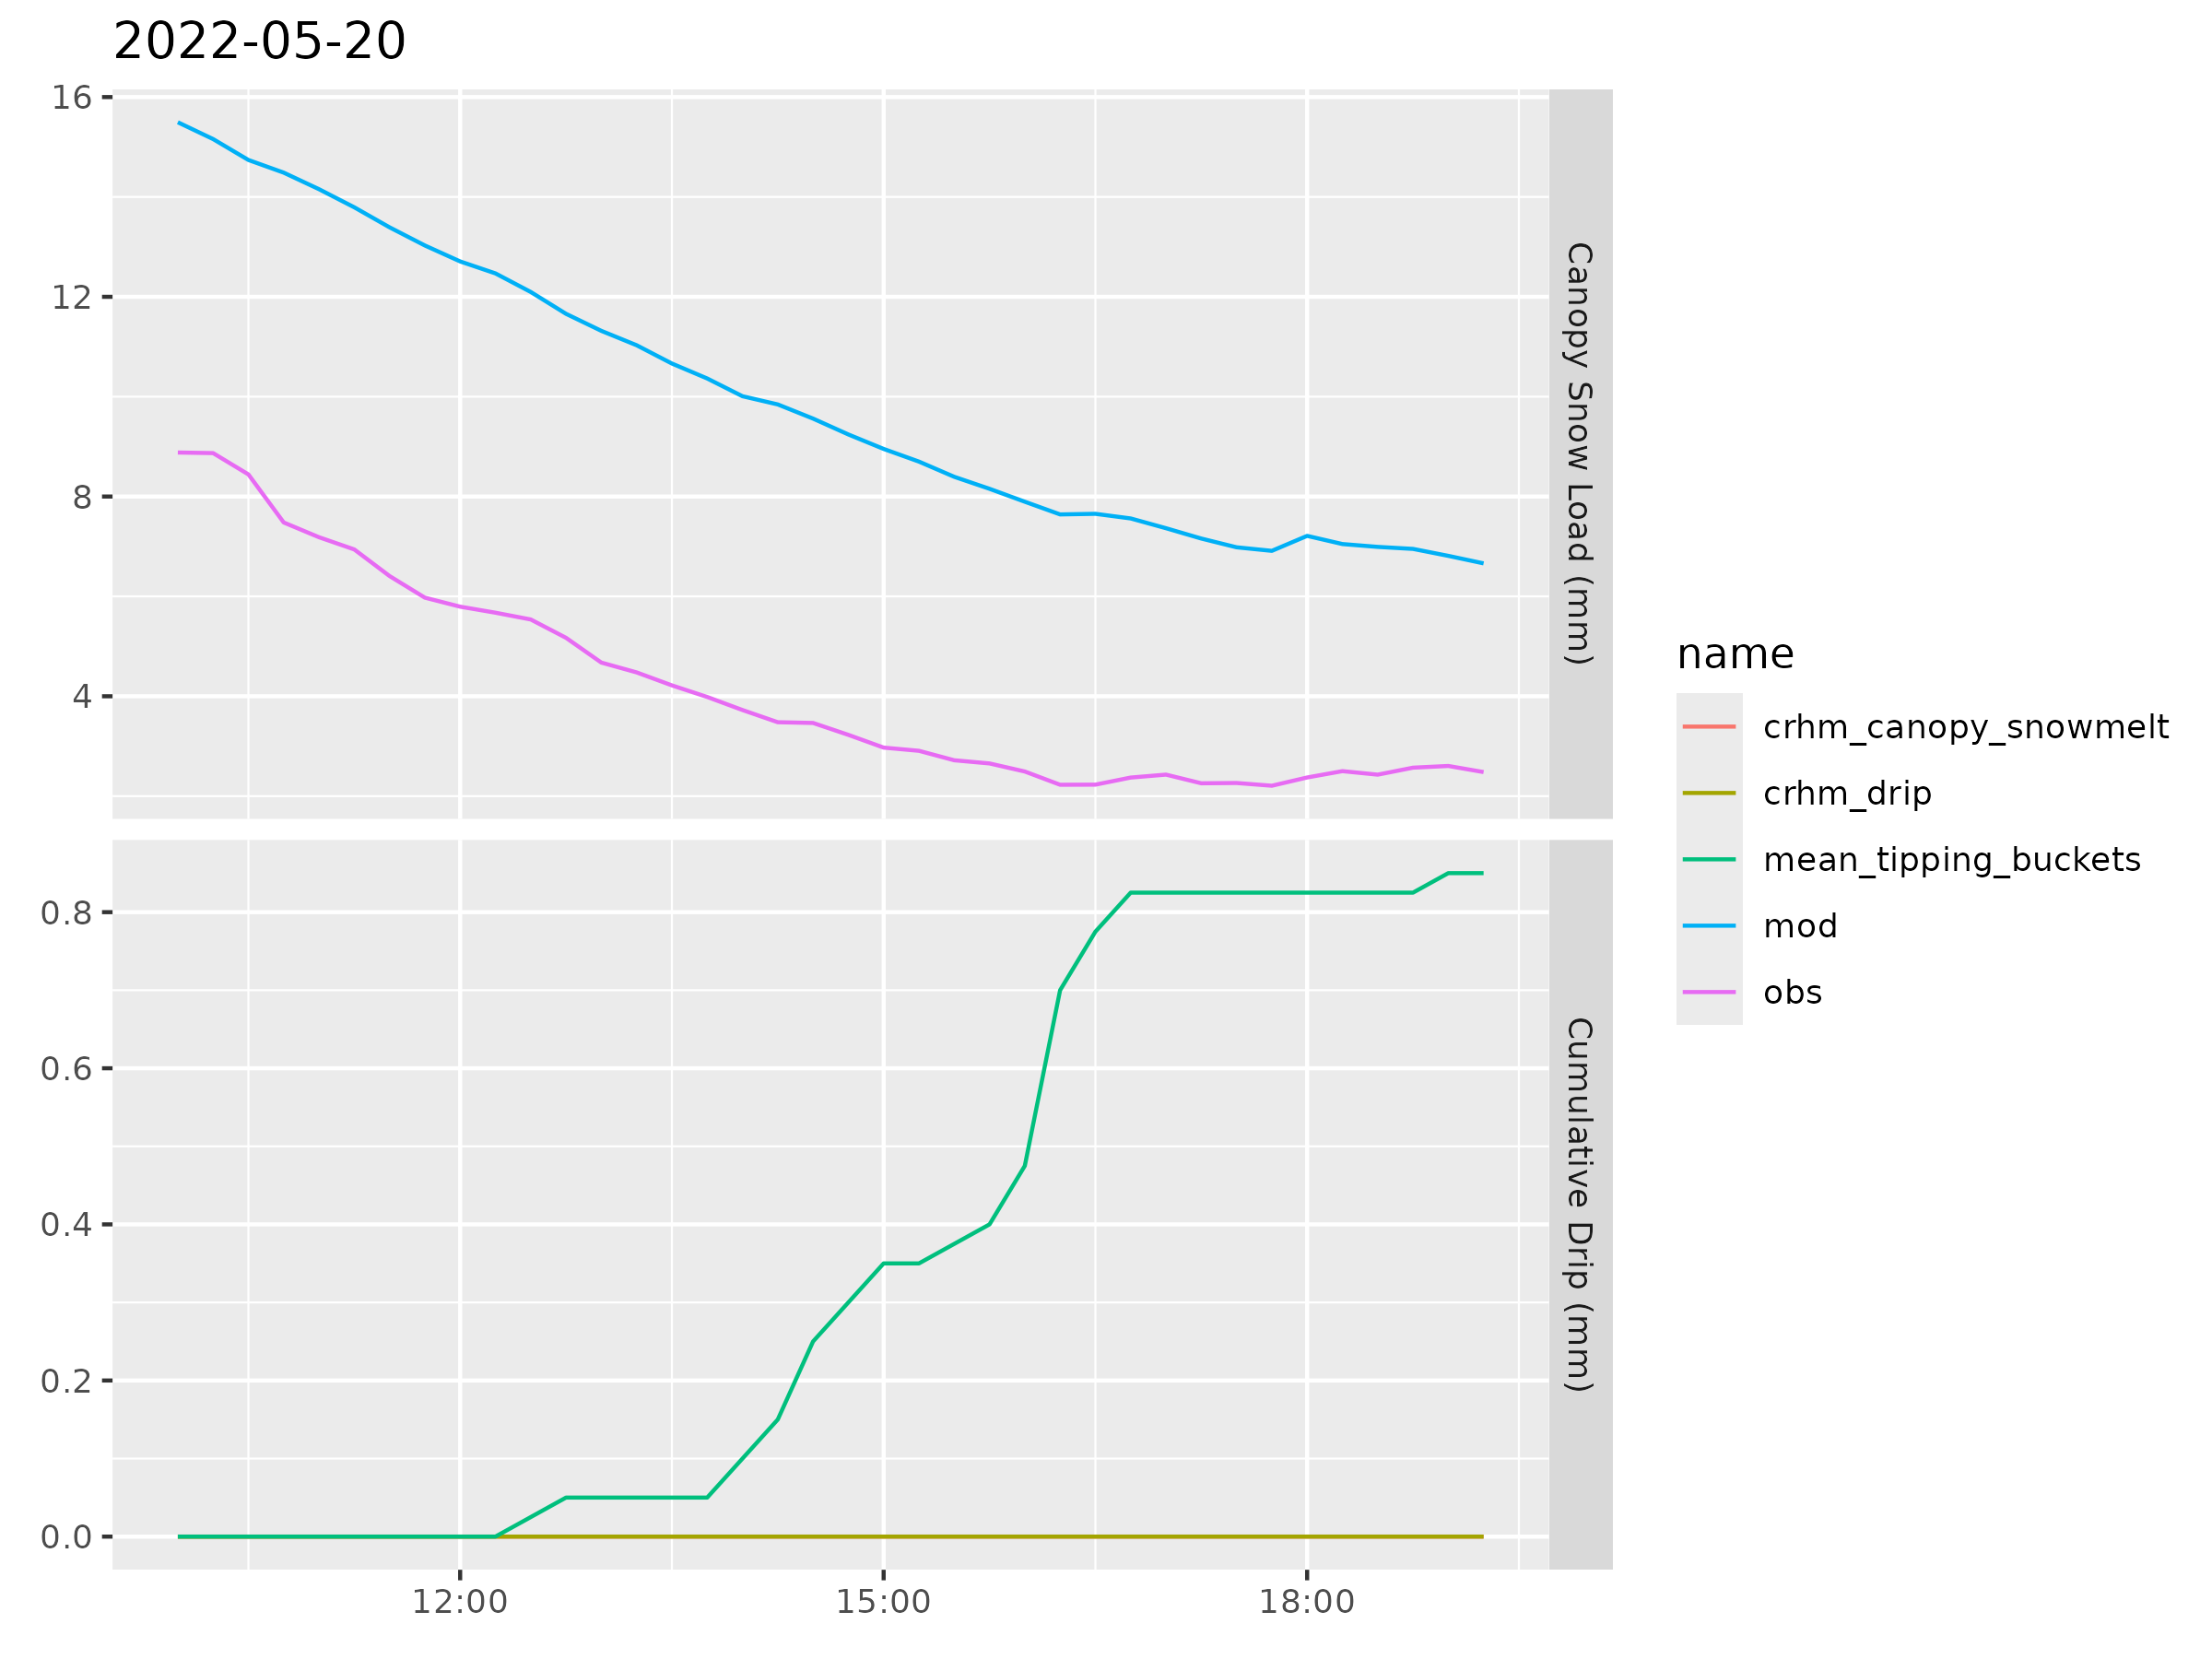 2022-05-20
16
12
8
4
Canopy Snow Load (mm)
0.8
0.6
0.4
0.2
0.0
Cumulative Drip (mm)
12:00
15:00
18:00
name
crhm_canopy_snowmelt
crhm_drip
mean_tipping_buckets
mod
obs